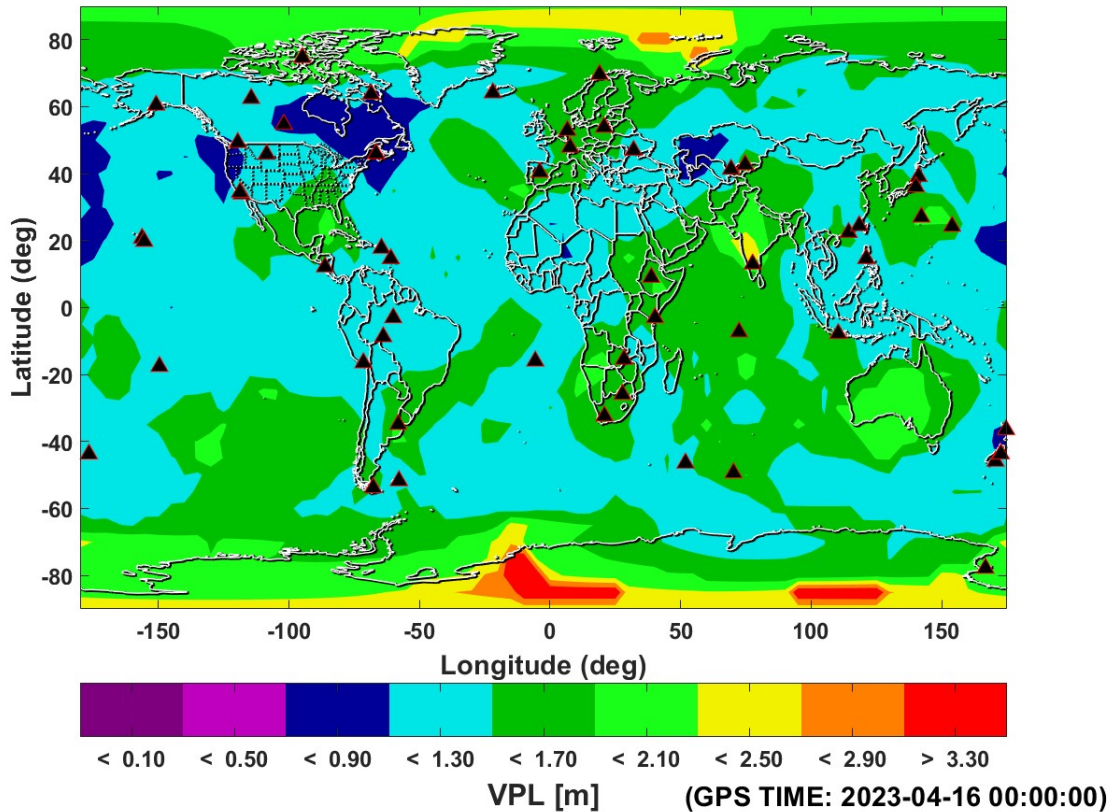 80
60
40
20
0
-20
-40
-60
-80
Latitude (deg)
-150 -100 -50 0 50 100 150
Longitude (deg)
< 0.10 < 0.50 < 0.90 < 1.30 < 1.70 < 2.10 < 2.50 < 2.90 > 3.30
VPL [m] (GPS TIME: 2023-04-16 00:00:00)